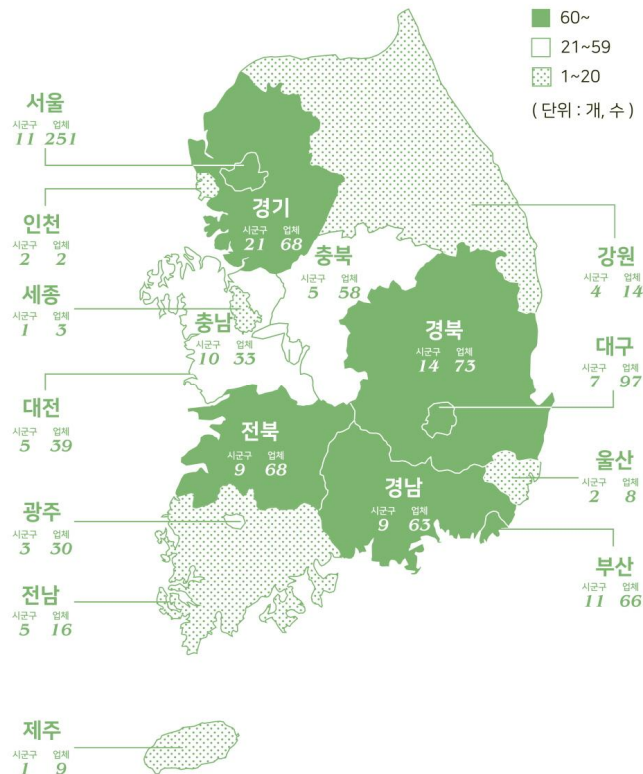 60~
21~59
1~20
( 단위 : 개, 수 )
서울
시군구 업체
11 251
인천
시군구 업체
2 2
세종
시군구 업체
1 3
대전
시군구 업체
5 39
광주
시군구 업체
3 30
전남
시군구 업체
5 16
제주
시군구 업체
1 9
경기
시군구 업체
21 68
충북
시군구 업체
5 58
충남
시군구 업체
10 33
경북
시군구 업체
14 73
전북
시군구 업체
9 68
경남
시군구 업체
9 63
강원
시군구 업체
4 14
대구
시군구 업체
7 97
울산
시군구 업체
2 8
부산
시군구 업체
11 66